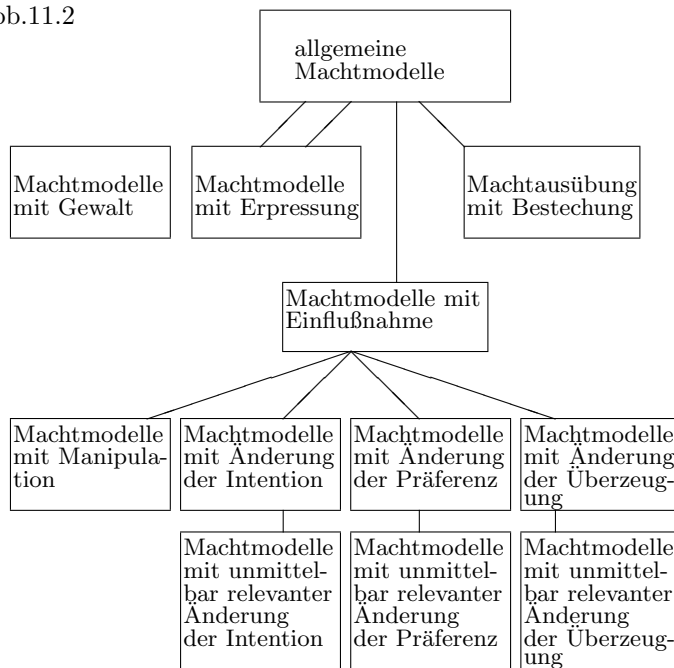 ob.11.2
allgemeine
Machtmodelle
Machtmodelle
mit Gewalt
Machtmodelle
mit Erpressung
Machtausübung
mit Bestechung
Machtmodelle mit
Einflußnahme
Machtmodelle
mit Manipula-
tion
Machtmodelle
mit Änderung
der Intention
Machtmodelle
mit Änderung
der Präferenz
Machtmodelle
mit Änderung
der Überzeug-
ung
Machtmodelle
mit unmittel-
bar relevanter
Änderung
der Intention
Machtmodelle
mit unmittel-
bar relevanter
Änderung
der Präferenz
Machtmodelle
mit unmittel-
bar relevanter
Änderung
der Überzeug-
ung